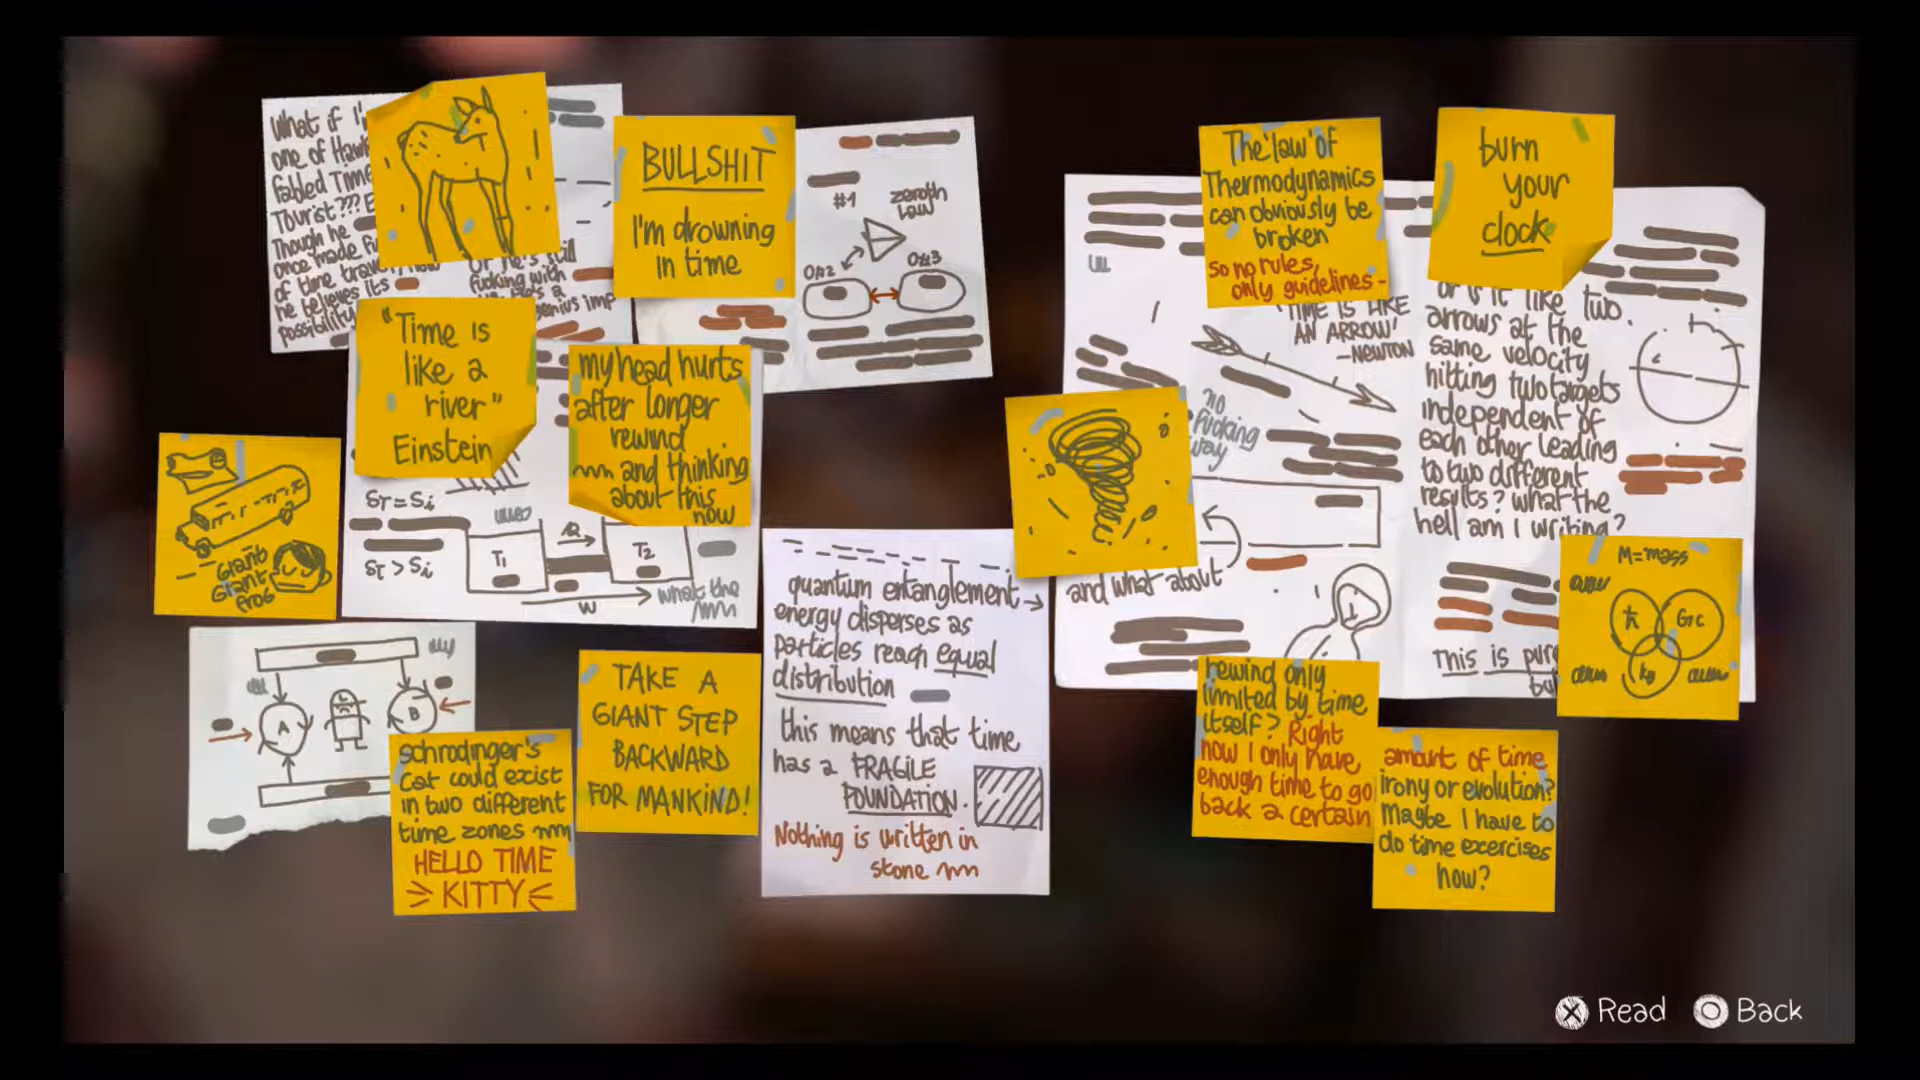 What if I'
one of Haw
fabled Time
Tourist???
Though he
once made fu
of time trave
he believes its
possibility
Or he's still
fucking with
us. He's a
genius imp
BULLSHIT
I'm drowning
in time
#1
zeroth
law
0#2
0#3
"Time is
like a
river"
Einstein
my head hurts
after longer
rewind
and thinking
about this
now
Giant
Giant
Frog
ST = Si
ST > Si
T1
Q
T2
W
what the
A
B
schrodinger's
Cat could exist
in two different
time zones
HELLO TIME
KITTY
TAKE A
GIANT STEP
BACKWARD
FOR MANKIND!
quantum entanglement →
energy disperses as
particles reach equal
distribution
this means that time
has a FRAGILE
FOUNDATION.
Nothing is written in
stone
The 'law' of
Thermodynamics
can obviously be
broken
so no rules,
only guidelines -
burn
your
clock
'TIME IS LIKE
AN ARROW'
-NEWTON
no
fucking
way
and what about
or is it like two
arrows at the
same velocity
hitting two targets
independent of
each other leading
to two different
results? what the
hell am I writing?
This is pure
bu
M=mass
ħ
G,c
kB
rewind only
limited by time
itself? Right
now I only have
enough time to go
back a certain
amount of time
irony or evolution?
Maybe I have to
do time exercises
now?
Read
Back